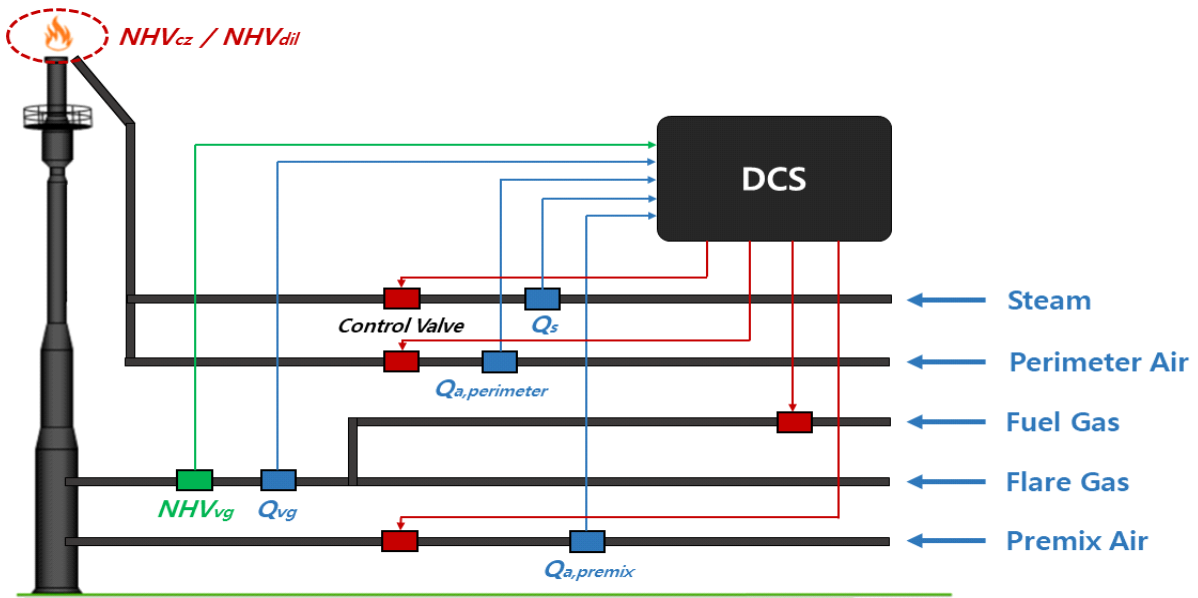 NHVcz / NHVdil
DCS
Steam
Control Valve
Qs
Perimeter Air
Qa,perimeter
Fuel Gas
Flare Gas
NHVvg
Qvg
Premix Air
Qa,premix